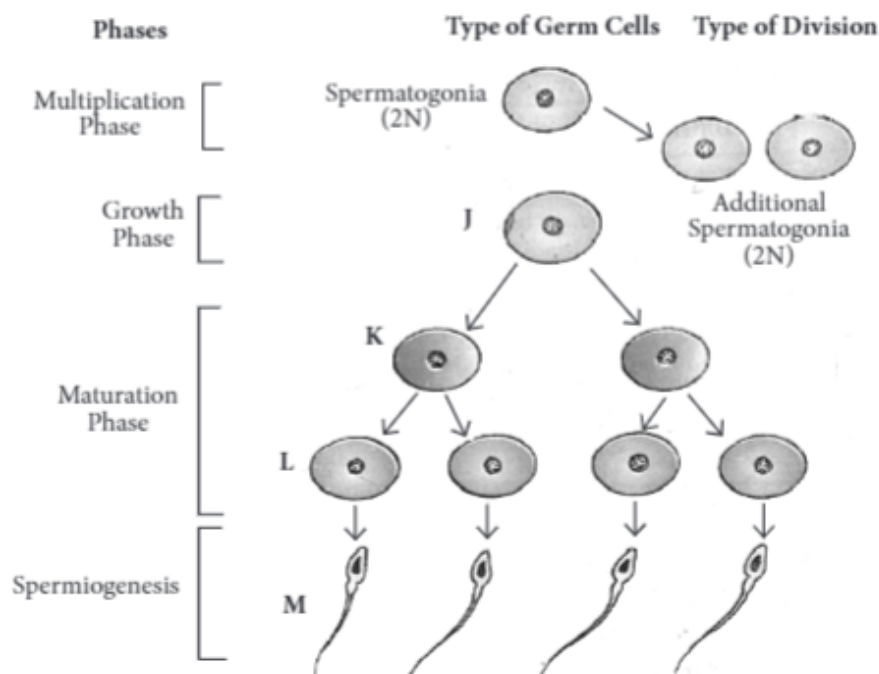 Phases
Type of Germ Cells
Type of Division
Multiplication
Phase
Spermatogonia
(2N)
Growth
Phase
J
Additional
Spermatogonia
(2N)
K
Maturation
Phase
L
Spermiogenesis
M